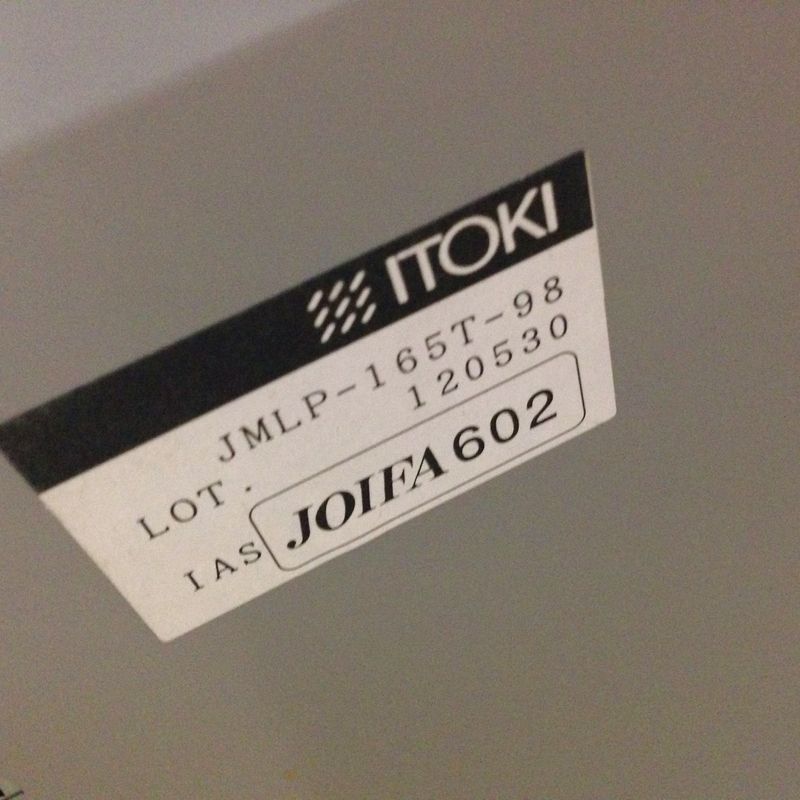 ITOKI
JMLP-165T-98
LOT. 120530
IAS JOIFA 602